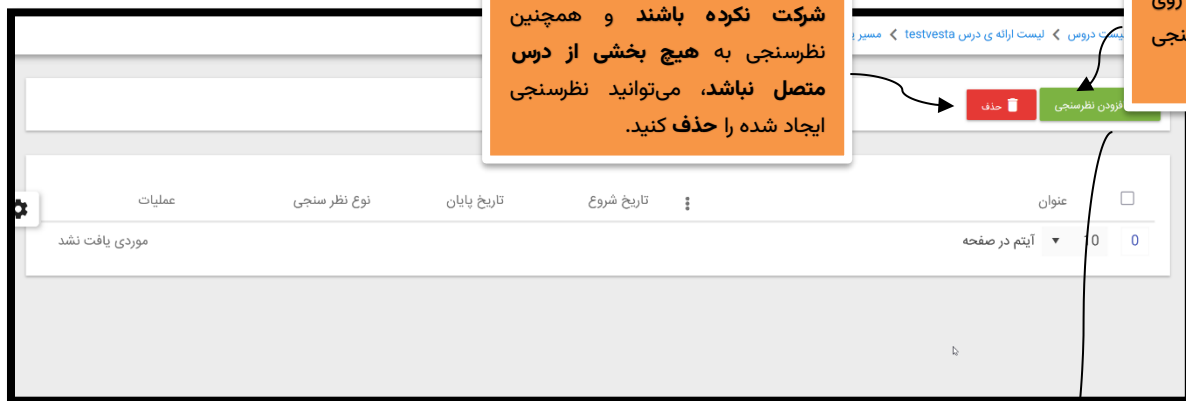 شرکت نکرده باشند و همچنین
نظرسنجی به هیچ بخشی از درس
متصل نباشد، می‌توانید نظرسنجی
ایجاد شده را حذف کنید.
روی
دروس > لیست ارائه ی درس testvesta > مسیر
حذف
افزودن نظرسنجی
عنوان
تاریخ شروع
تاریخ پایان
نوع نظر سنجی
عملیات
0 10 آیتم در صفحه
موردی یافت نشد